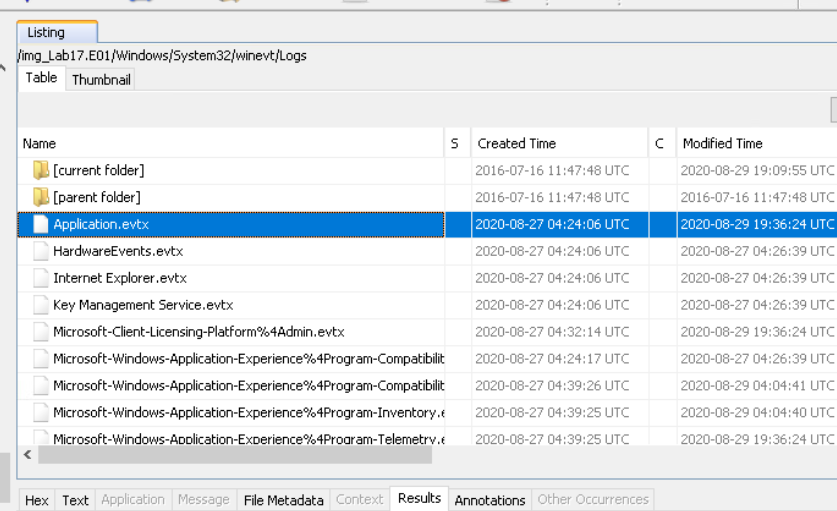 Listing
/img_Lab17.E01/Windows/System32/winevt/Logs
Table Thumbnail
Name S Created Time C Modified Time
[current folder] 2016-07-16 11:47:48 UTC 2020-08-29 19:09:55 UTC
[parent folder] 2016-07-16 11:47:48 UTC 2016-07-16 11:47:48 UTC
Application.evtx 2020-08-27 04:24:06 UTC 2020-08-29 19:36:24 UTC
HardwareEvents.evtx 2020-08-27 04:24:06 UTC 2020-08-27 04:26:39 UTC
Internet Explorer.evtx 2020-08-27 04:24:06 UTC 2020-08-27 04:26:39 UTC
Key Management Service.evtx 2020-08-27 04:24:06 UTC 2020-08-27 04:26:39 UTC
Microsoft-Client-Licensing-Platform%4Admin.evtx 2020-08-27 04:32:14 UTC 2020-08-29 19:36:24 UTC
Microsoft-Windows-Application-Experience%4Program-Compatibilit 2020-08-27 04:24:17 UTC 2020-08-27 04:26:39 UTC
Microsoft-Windows-Application-Experience%4Program-Compatibilit 2020-08-27 04:39:26 UTC 2020-08-29 04:04:41 UTC
Microsoft-Windows-Application-Experience%4Program-Inventory.e 2020-08-27 04:39:25 UTC 2020-08-29 04:04:40 UTC
Microsoft-Windows-Application-Experience%4Program-Telemetry.e 2020-08-27 04:39:25 UTC 2020-08-29 19:36:24 UTC
Hex Text Application Message File Metadata Context Results Annotations Other Occurrences